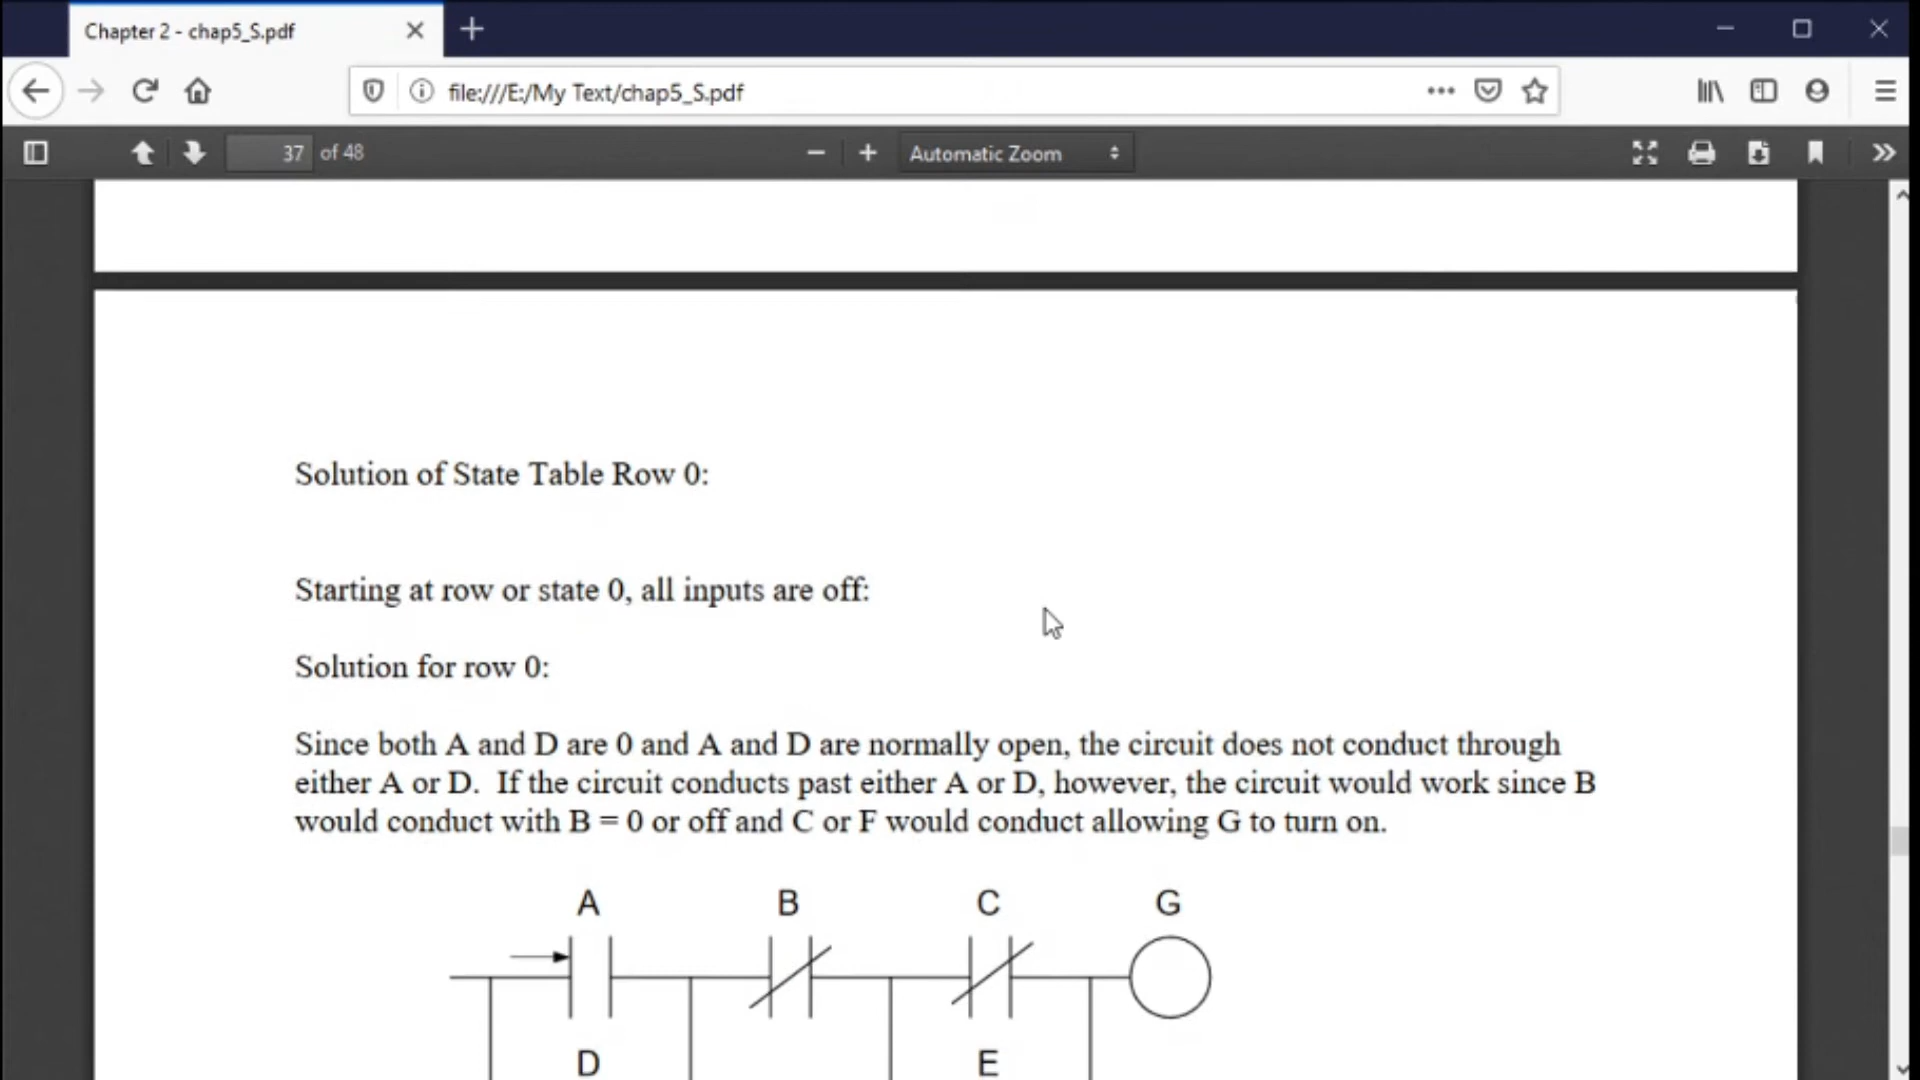 Chapter 2 - chap5_S.pdf
file:///E:/My Text/chap5_S.pdf
37 of 48
Automatic Zoom
Solution of State Table Row 0:
Starting at row or state 0, all inputs are off:
Solution for row 0:
Since both A and D are 0 and A and D are normally open, the circuit does not conduct through
either A or D.  If the circuit conducts past either A or D, however, the circuit would work since B
would conduct with B = 0 or off and C or F would conduct allowing G to turn on.
A B C G
D E